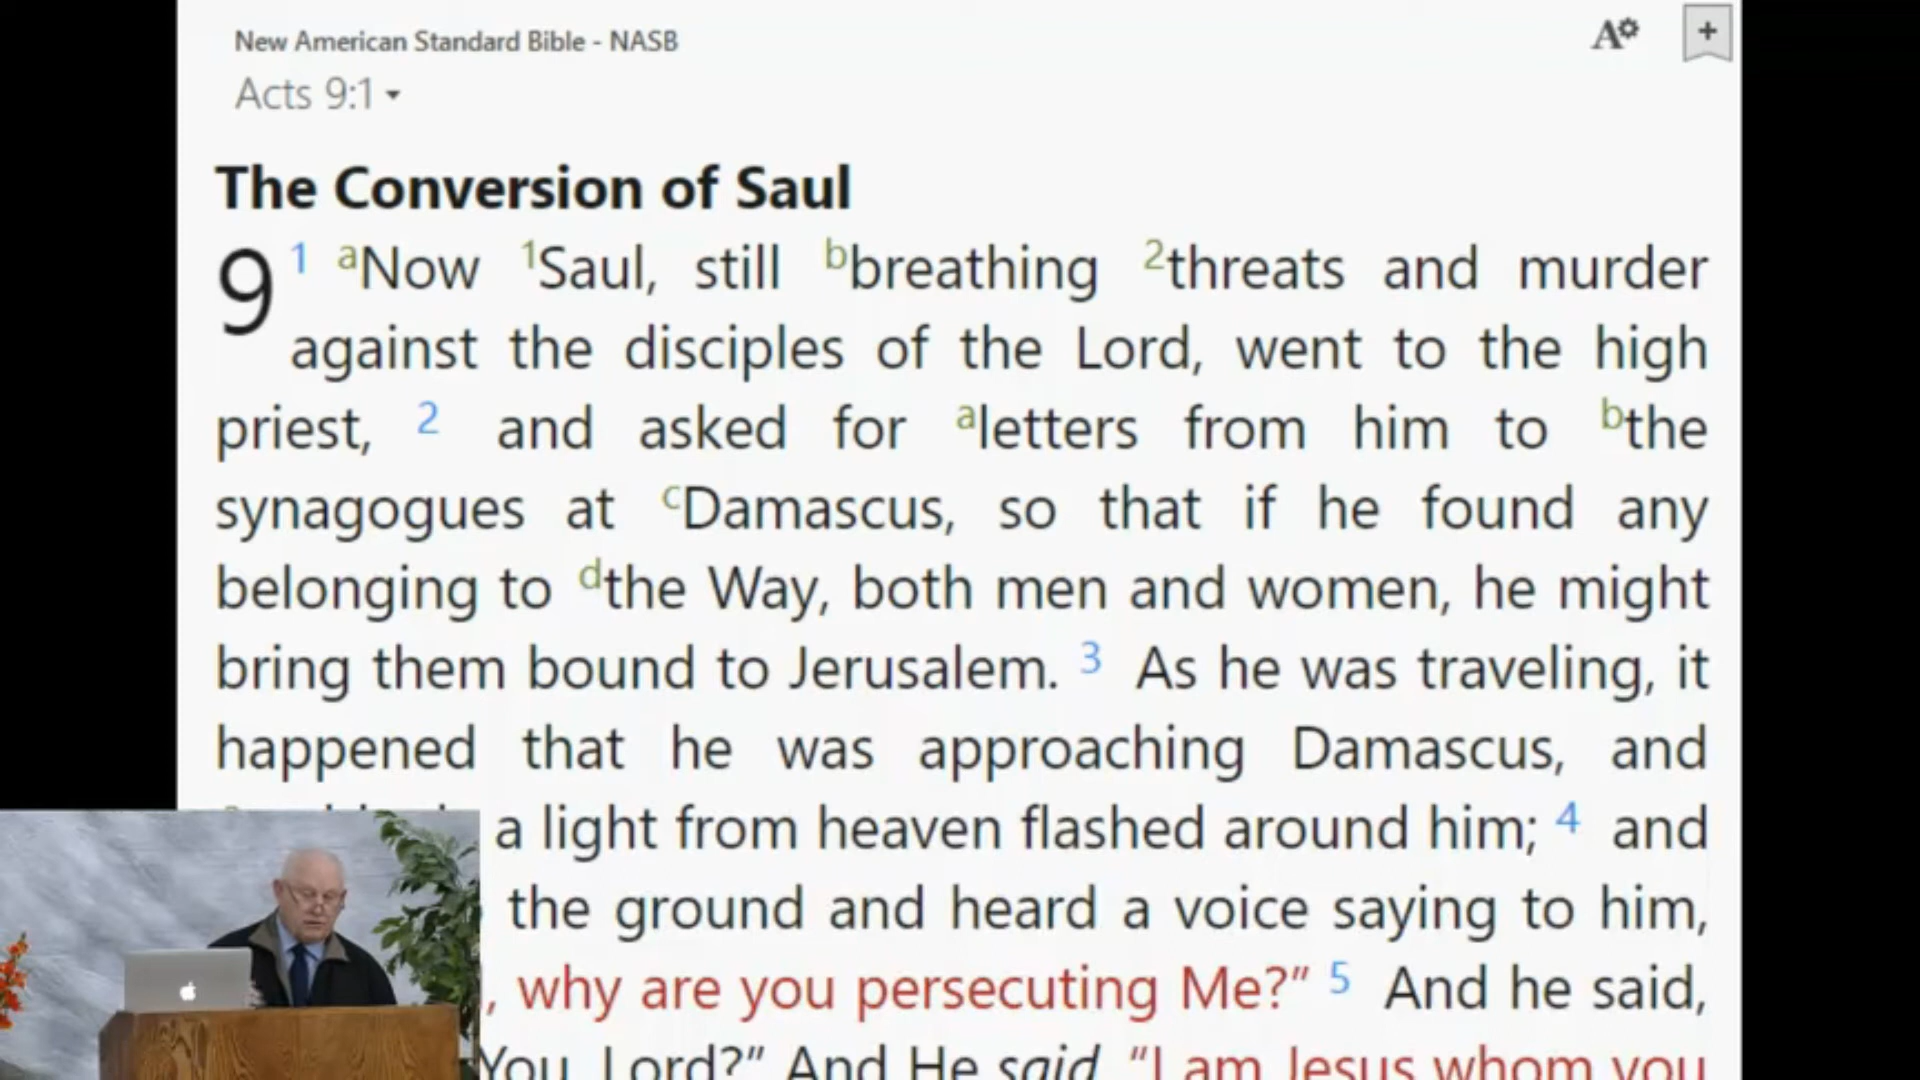 New American Standard Bible - NASB
A
+
Acts 9:1
The Conversion of Saul
9 1 aNow 1Saul, still bbreathing 2threats and murder
against the disciples of the Lord, went to the high
priest, 2 and asked for aletters from him to bthe
synagogues at cDamascus, so that if he found any
belonging to dthe Way, both men and women, he might
bring them bound to Jerusalem. 3 As he was traveling, it
happened that he was approaching Damascus, and
a light from heaven flashed around him; 4 and
the ground and heard a voice saying to him,
, why are you persecuting Me?” 5 And he said,
You, Lord?” And He said, “I am Jesus whom you